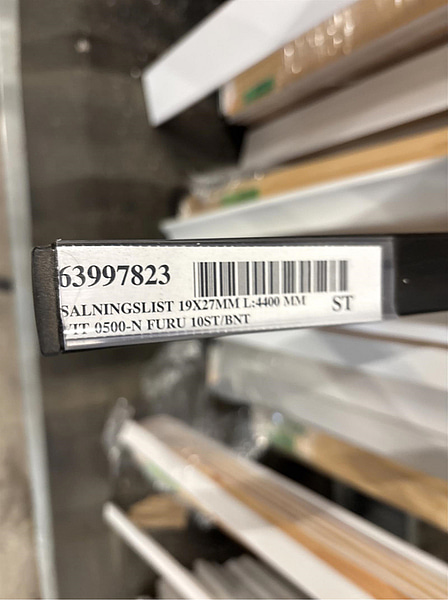 63997823
SALNINGSLIST 19X27MM L:4400 MM
VIT 0500-N FURU 10ST/BNT
ST